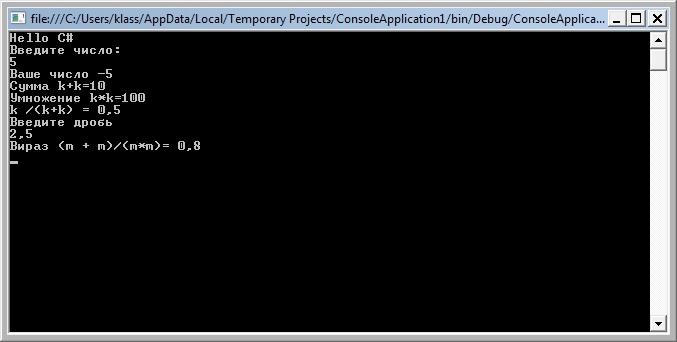 file:///C:/Users/klass/AppData/Local/Temporary Projects/ConsoleApplication1/bin/Debug/ConsoleApplica...
Hello C#
Введите число:
5
Ваше число -5
Сумма k+k=10
Умножение k*k=100
k /(k+k) = 0,5
Введите дробь
2,5
Вираз (m + m)/(m*m)= 0,8